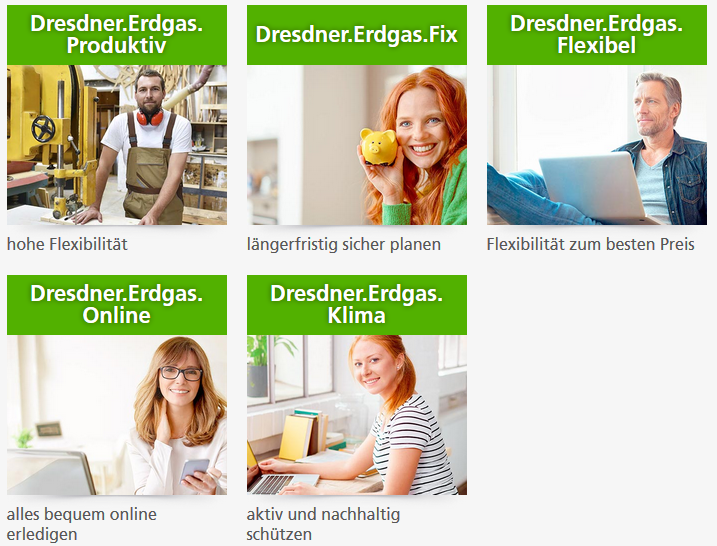 Dresdner.Erdgas.
Produktiv
hohe Flexibilität
Dresdner.Erdgas.Fix
längerfristig sicher planen
Dresdner.Erdgas.
Flexibel
Flexibilität zum besten Preis
Dresdner.Erdgas.
Online
alles bequem online
erledigen
Dresdner.Erdgas.
Klima
aktiv und nachhaltig
schützen